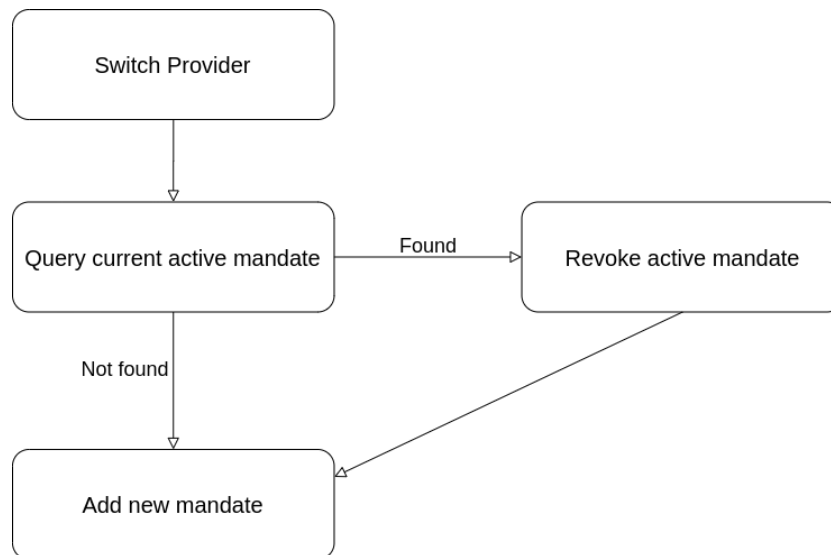 Switch Provider
Query current active mandate
Found
Revoke active mandate
Not found
Add new mandate